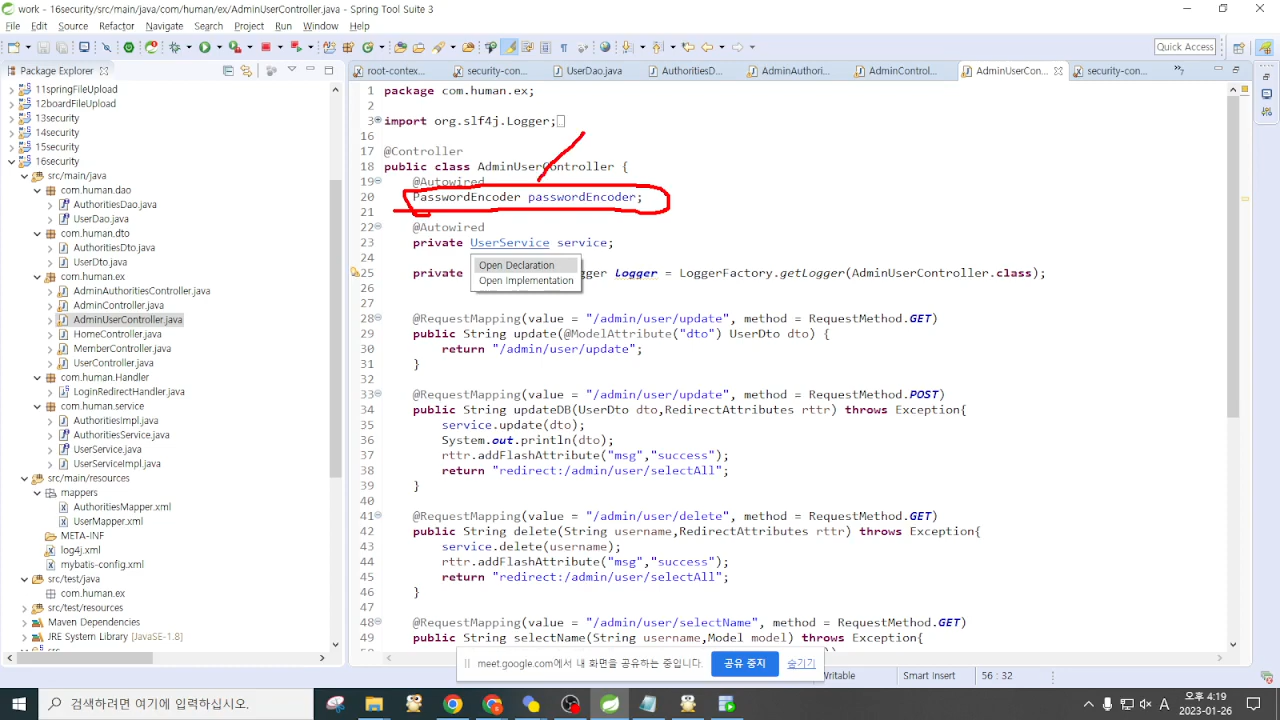 work - 16security/src/main/java/com/human/ex/AdminUserController.java - Spring Tool Suite 3
File Edit Source Refactor Navigate Search Project Run Window Help
Quick Access
Package Explorer
11springFileUpload
12boardFileUpload
13security
14security
15security
16security
src/main/java
com.human.dao
AuthoritiesDao.java
UserDao.java
com.human.dto
AuthoritiesDto.java
UserDto.java
com.human.ex
AdminAuthoritiesController.java
AdminController.java
AdminUserController.java
HomeController.java
MemberController.java
UserController.java
com.human.Handler
LoginRedirectHandler.java
com.human.service
AuthoritiesImpl.java
AuthoritiesService.java
UserService.java
UserServiceImpl.java
src/main/resources
mappers
AuthoritiesMapper.xml
UserMapper.xml
META-INF
log4j.xml
mybatis-config.xml
src/test/java
com.human.ex
src/test/resources
Maven Dependencies
JRE System Library [JavaSE-1.8]
root-contex... security-con... UserDao.java AuthoritiesD... AdminAuthori... AdminControl... AdminUserCon... security-con... 7
1 package com.human.ex;
2
3 import org.slf4j.Logger;
16
17 @Controller
18 public class AdminUserController {
19 @Autowired
20 PasswordEncoder passwordEncoder;
21
22 @Autowired
23 private UserService service;
24
Open Declaration
25 private gger logger = LoggerFactory.getLogger(AdminUserController.class);
Open Implementation
26
27
28 @RequestMapping(value = "/admin/user/update", method = RequestMethod.GET)
29 public String update(@ModelAttribute("dto") UserDto dto) {
30 return "/admin/user/update";
31 }
32
33 @RequestMapping(value = "/admin/user/update", method = RequestMethod.POST)
34 public String updateDB(UserDto dto,RedirectAttributes rttr) throws Exception{
35 service.update(dto);
36 System.out.println(dto);
37 rttr.addFlashAttribute("msg","success");
38 return "redirect:/admin/user/selectAll";
39 }
40
41 @RequestMapping(value = "/admin/user/delete", method = RequestMethod.GET)
42 public String delete(String username,RedirectAttributes rttr) throws Exception{
43 service.delete(username);
44 rttr.addFlashAttribute("msg","success");
45 return "redirect:/admin/user/selectAll";
46 }
47
48 @RequestMapping(value = "/admin/user/selectName", method = RequestMethod.GET)
49 public String selectName(String username,Model model) throws Exception{
meet.google.com에서 내 화면을 공유하는 중입니다. 공유 중지 숨기기
Writable Smart Insert 56 : 32
검색하려면 여기에 입력하십시오.
A 오후 4:19
2023-01-26